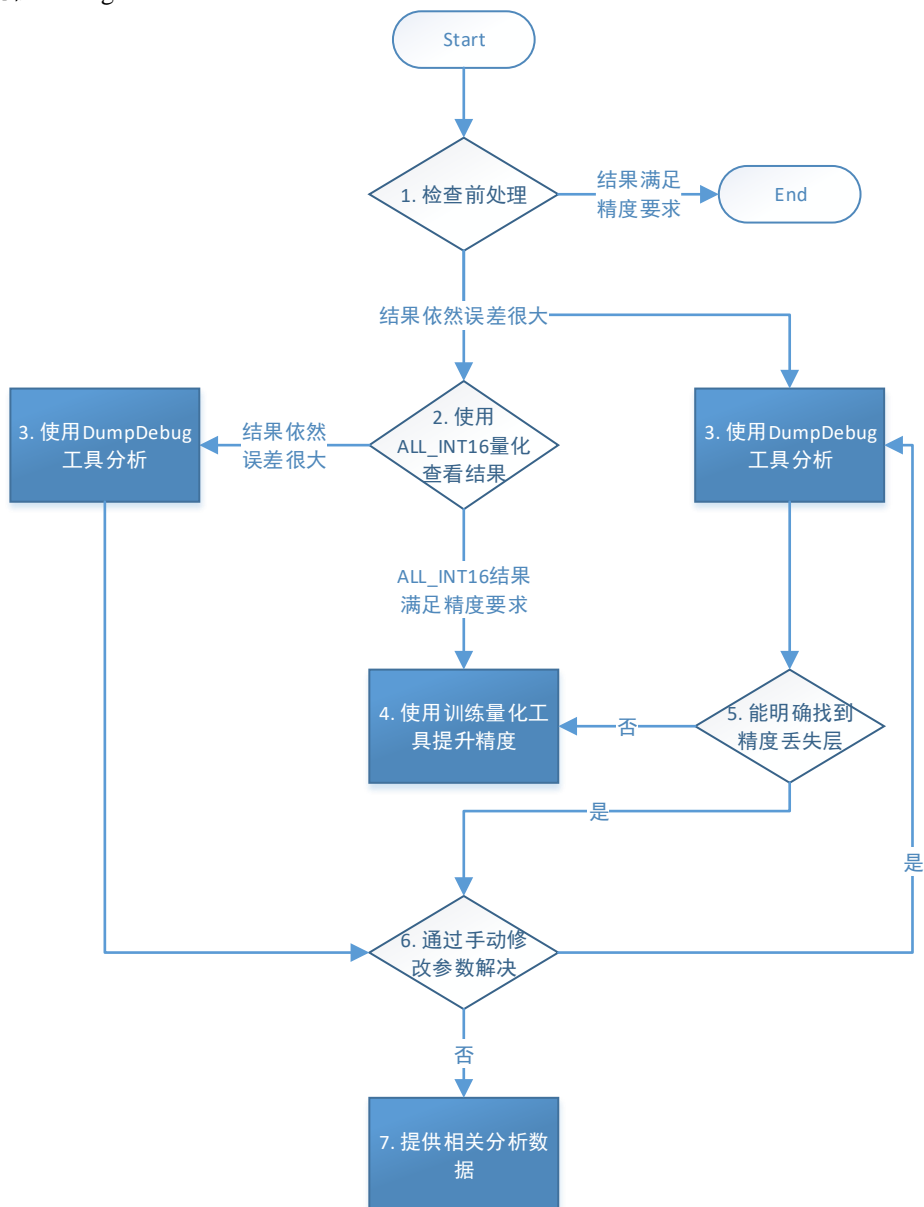 Start
1. 检查前处理
结果满足
精度要求
End
结果依然误差很大
3. 使用DumpDebug
工具分析
结果依然
误差很大
2. 使用
ALL_INT16量化
查看结果
3. 使用DumpDebug
工具分析
ALL_INT16结果
满足精度要求
4. 使用训练量化工
具提升精度
否
5. 能明确找到
精度丢失层
是
是
6. 通过手动修
改参数解决
否
7. 提供相关分析数
据